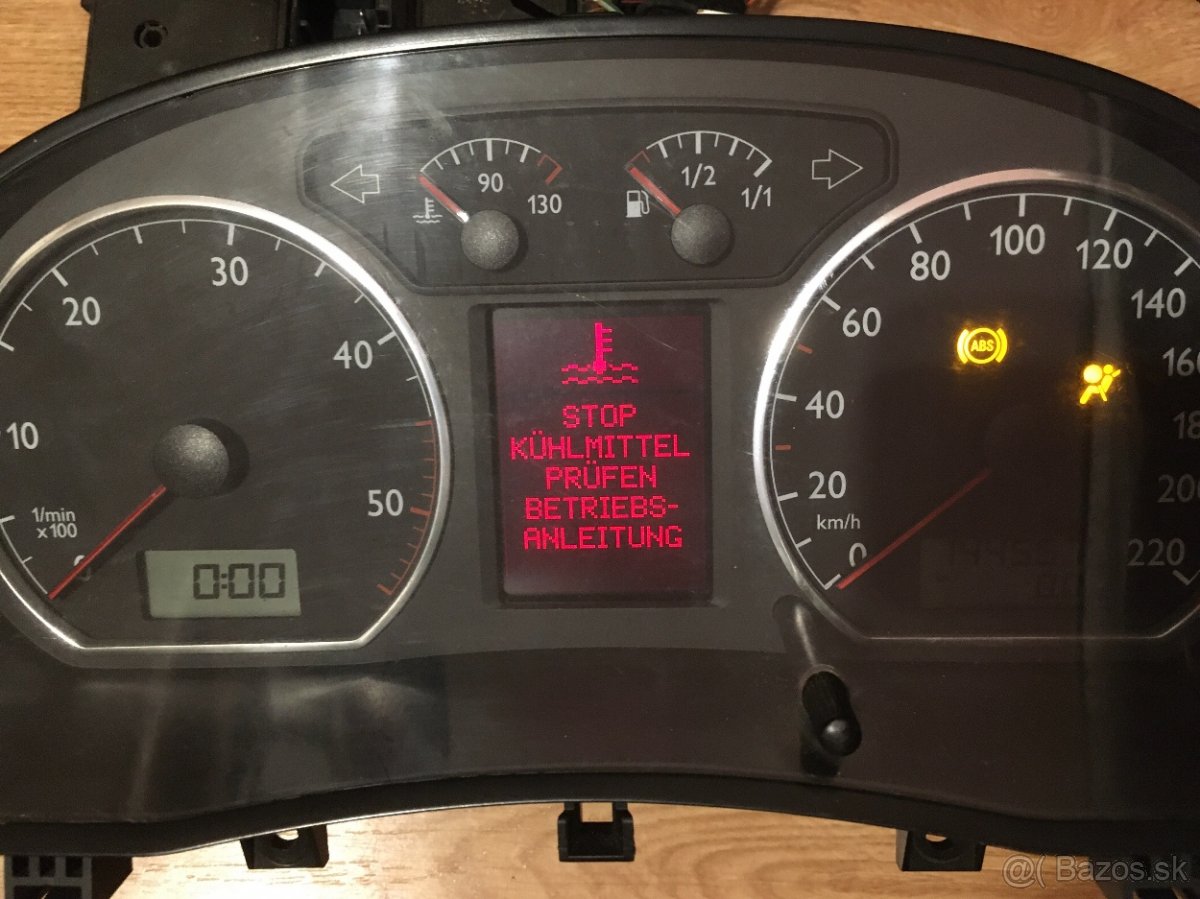 90
130
1/2
1/1
10
20
30
40
50
1/min
x100
0:00
STOP
KÜHLMITTEL
PRÜFEN
BETRIEBS-
ANLEITUNG
0
20
40
60
80
100
120
140
220
km/h
ABS
@( Bazos.sk